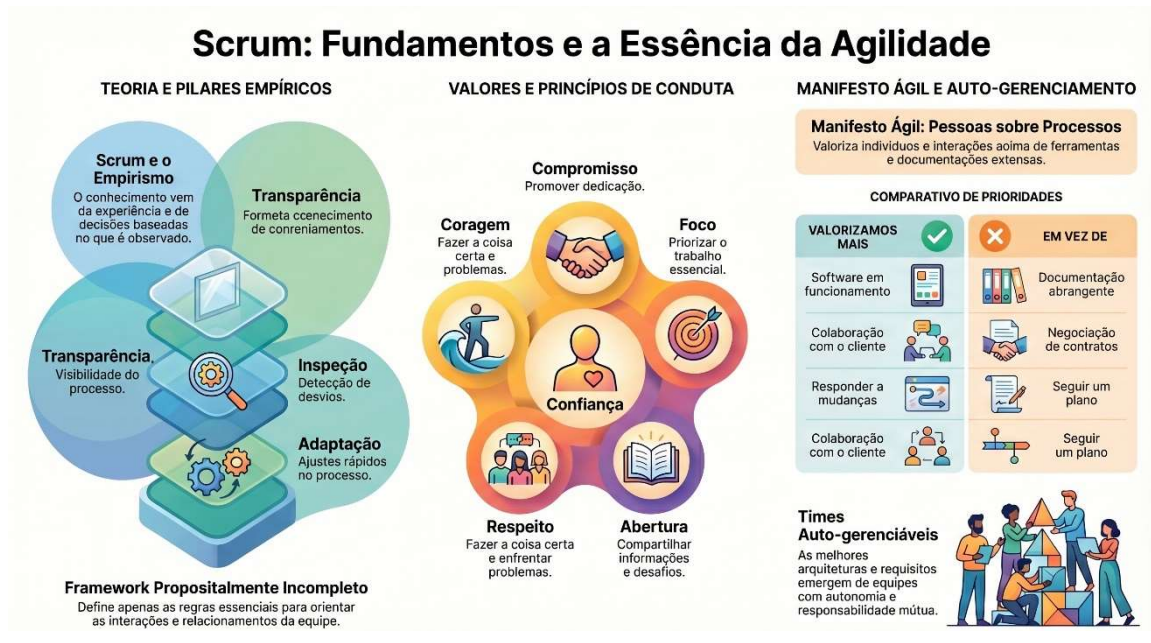 Scrum: Fundamentos e a Essência da Agilidade
TEORIA E PILARES EMPÍRICOS
Scrum e o
Empirismo
O conhecimento vem
da experiência e de
decisões baseadas
no que é observado.
Transparência
Formeta ccenecimento
de conreniamentos.
Transparência,
Visibilidade do
processo.
Inspeção
Detecção de
desvios.
Adaptação
Ajustes rápidos
no processo.
Framework Propositalmente Incompleto
Define apenas as regras essenciais para orientar
as interações e relacionamentos da equipe.
VALORES E PRINCÍPIOS DE CONDUTA
Compromisso
Promover dedicação.
Coragem
Fazer a coisa
certa e
problemas.
Foco
Priorizar o
trabalho
essencial.
Confiança
Respeito
Fazer a coisa certa
e enfrentar
problemas.
Abertura
Compartilhar
informações
e desafios.
MANIFESTO ÁGIL E AUTO-GERENCIAMENTO
Manifesto Ágil: Pessoas sobre Processos
Valoriza individuos e interações aoima de ferramentas
e documentações extensas.
COMPARATIVO DE PRIORIDADES
VALORIZAMOS
MAIS
EM VEZ DE
Software em
funcionamento
Documentação
abrangente
Colaboração
com o cliente
Negociação
de contratos
Responder a
mudanças
Seguir um
plano
Colaboração
com o cliente
Seguir
um plano
Times
Auto-gerenciáveis
As melhores
arquiteturas e requisitos
emergem de equipes
com autonomia e
responsabilidade mútua.